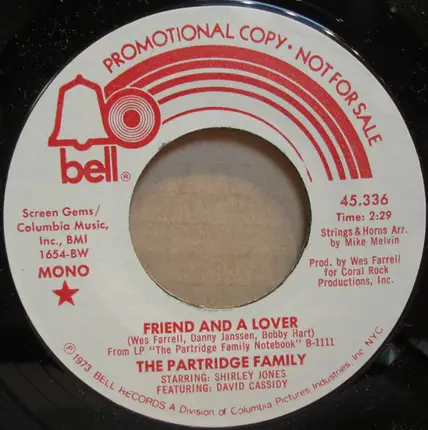 PROMOTIONAL COPY • NOT FOR SALE
bell®
Screen Gems/
Columbia Music,
Inc., BMI
1654-BW
MONO
45.336
Time: 2:29
Strings & Horns Arr.
by Mike Melvin
Prod. by Wes Farrell
for Coral Rock
Productions, Inc.
FRIEND AND A LOVER
(Wes Farrell, Danny Janssen, Bobby Hart)
From LP "The Partridge Family Notebook" B-1111
THE PARTRIDGE FAMILY
STARRING: SHIRLEY JONES
FEATURING: DAVID CASSIDY
℗ 1973 BELL RECORDS A Division of Columbia Pictures Industries, Inc. NYC